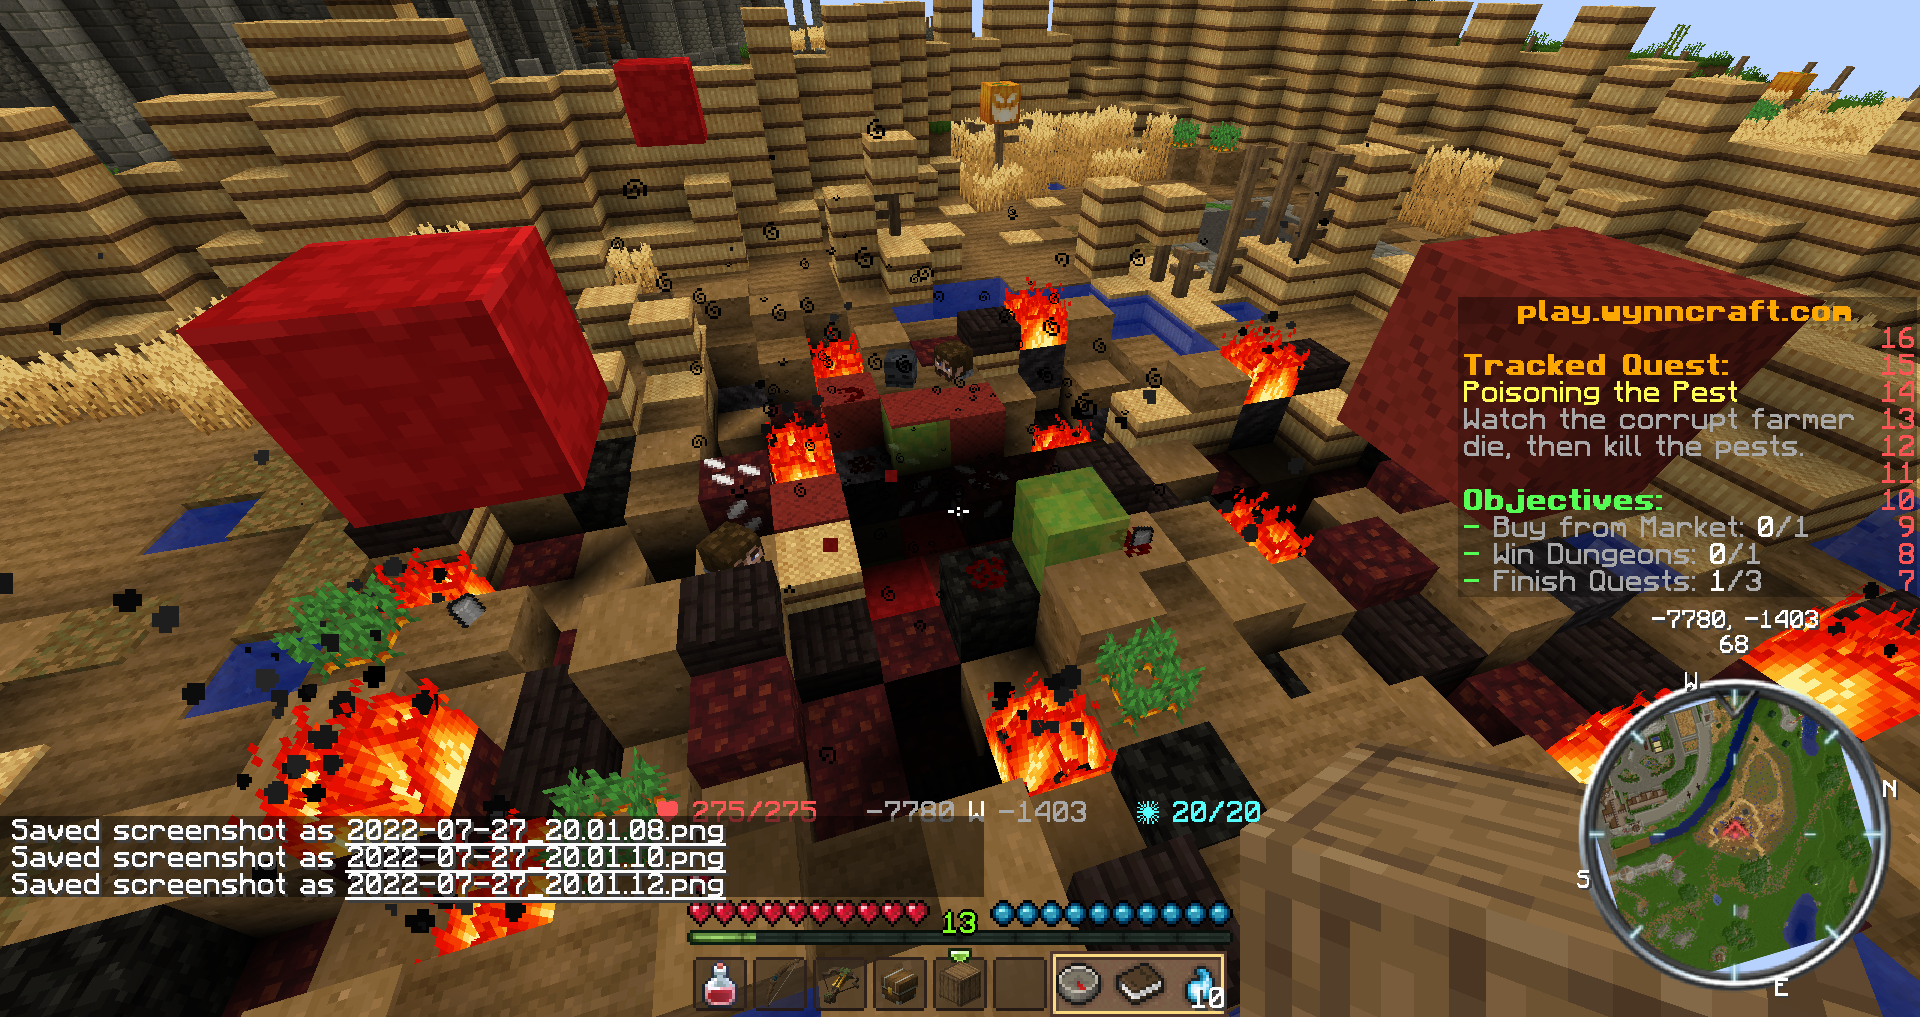 play.wynncraft.com
16
Tracked Quest:
15
Poisoning the Pest
14
Watch the corrupt farmer
13
die, then kill the pests.
12
11
Objectives:
10
- Buy from Market: 0/1
9
- Win Dungeons: 0/1
8
- Finish Quests: 1/3
7
-7780, -1403
68
W
N
S
E
275/275
-7780 W -1403
20/20
Saved screenshot as 2022-07-27_20.01.08.png
Saved screenshot as 2022-07-27_20.01.10.png
Saved screenshot as 2022-07-27_20.01.12.png
13
10